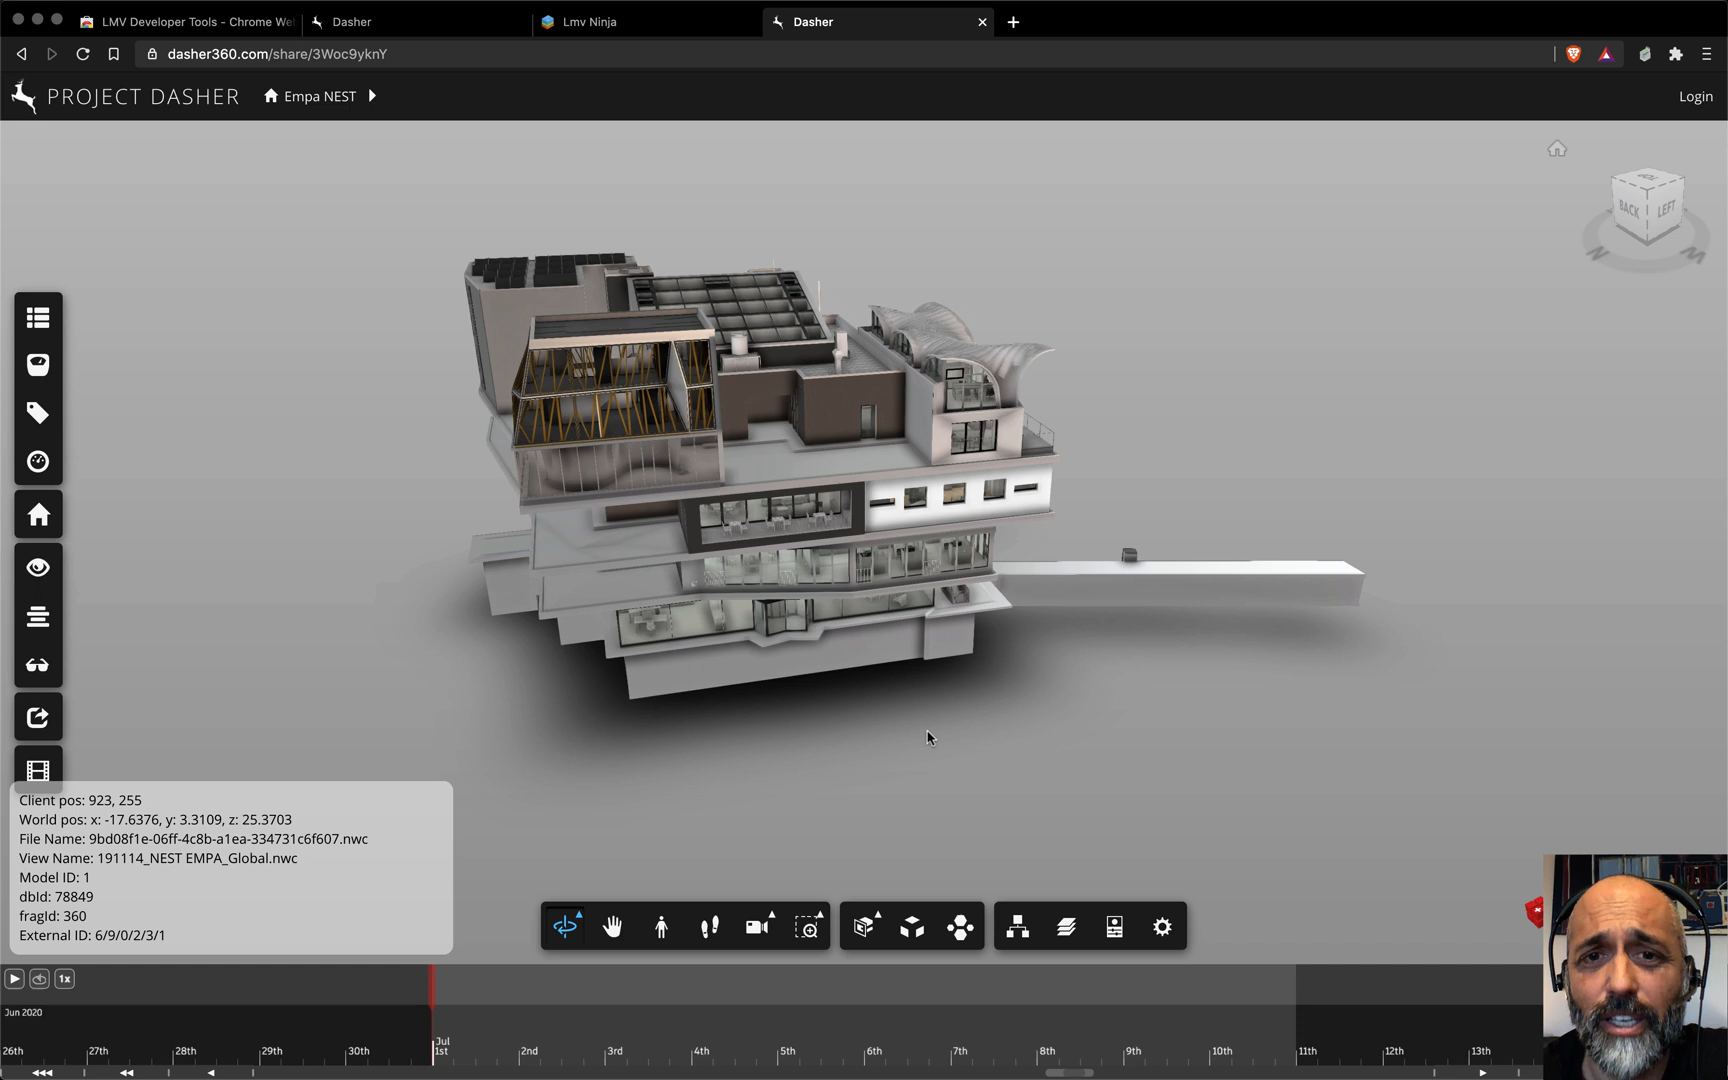 LMV Developer Tools - Chrome We
Dasher
Lmv Ninja
Dasher
dasher360.com/share/3Woc9yknY
PROJECT DASHER
Empa NEST
Login
TOP
BACK
LEFT
N
Client pos: 923, 255
World pos: x: -17.6376, y: 3.3109, z: 25.3703
File Name: 9bd08f1e-06ff-4c8b-a1ea-334731c6f607.nwc
View Name: 191114_NEST EMPA_Global.nwc
Model ID: 1
dbId: 78849
fragId: 360
External ID: 6/9/0/2/3/1
1x
Jun 2020
Jul
26th
27th
28th
29th
30th
1st
2nd
3rd
4th
5th
6th
7th
8th
9th
10th
11th
12th
13th